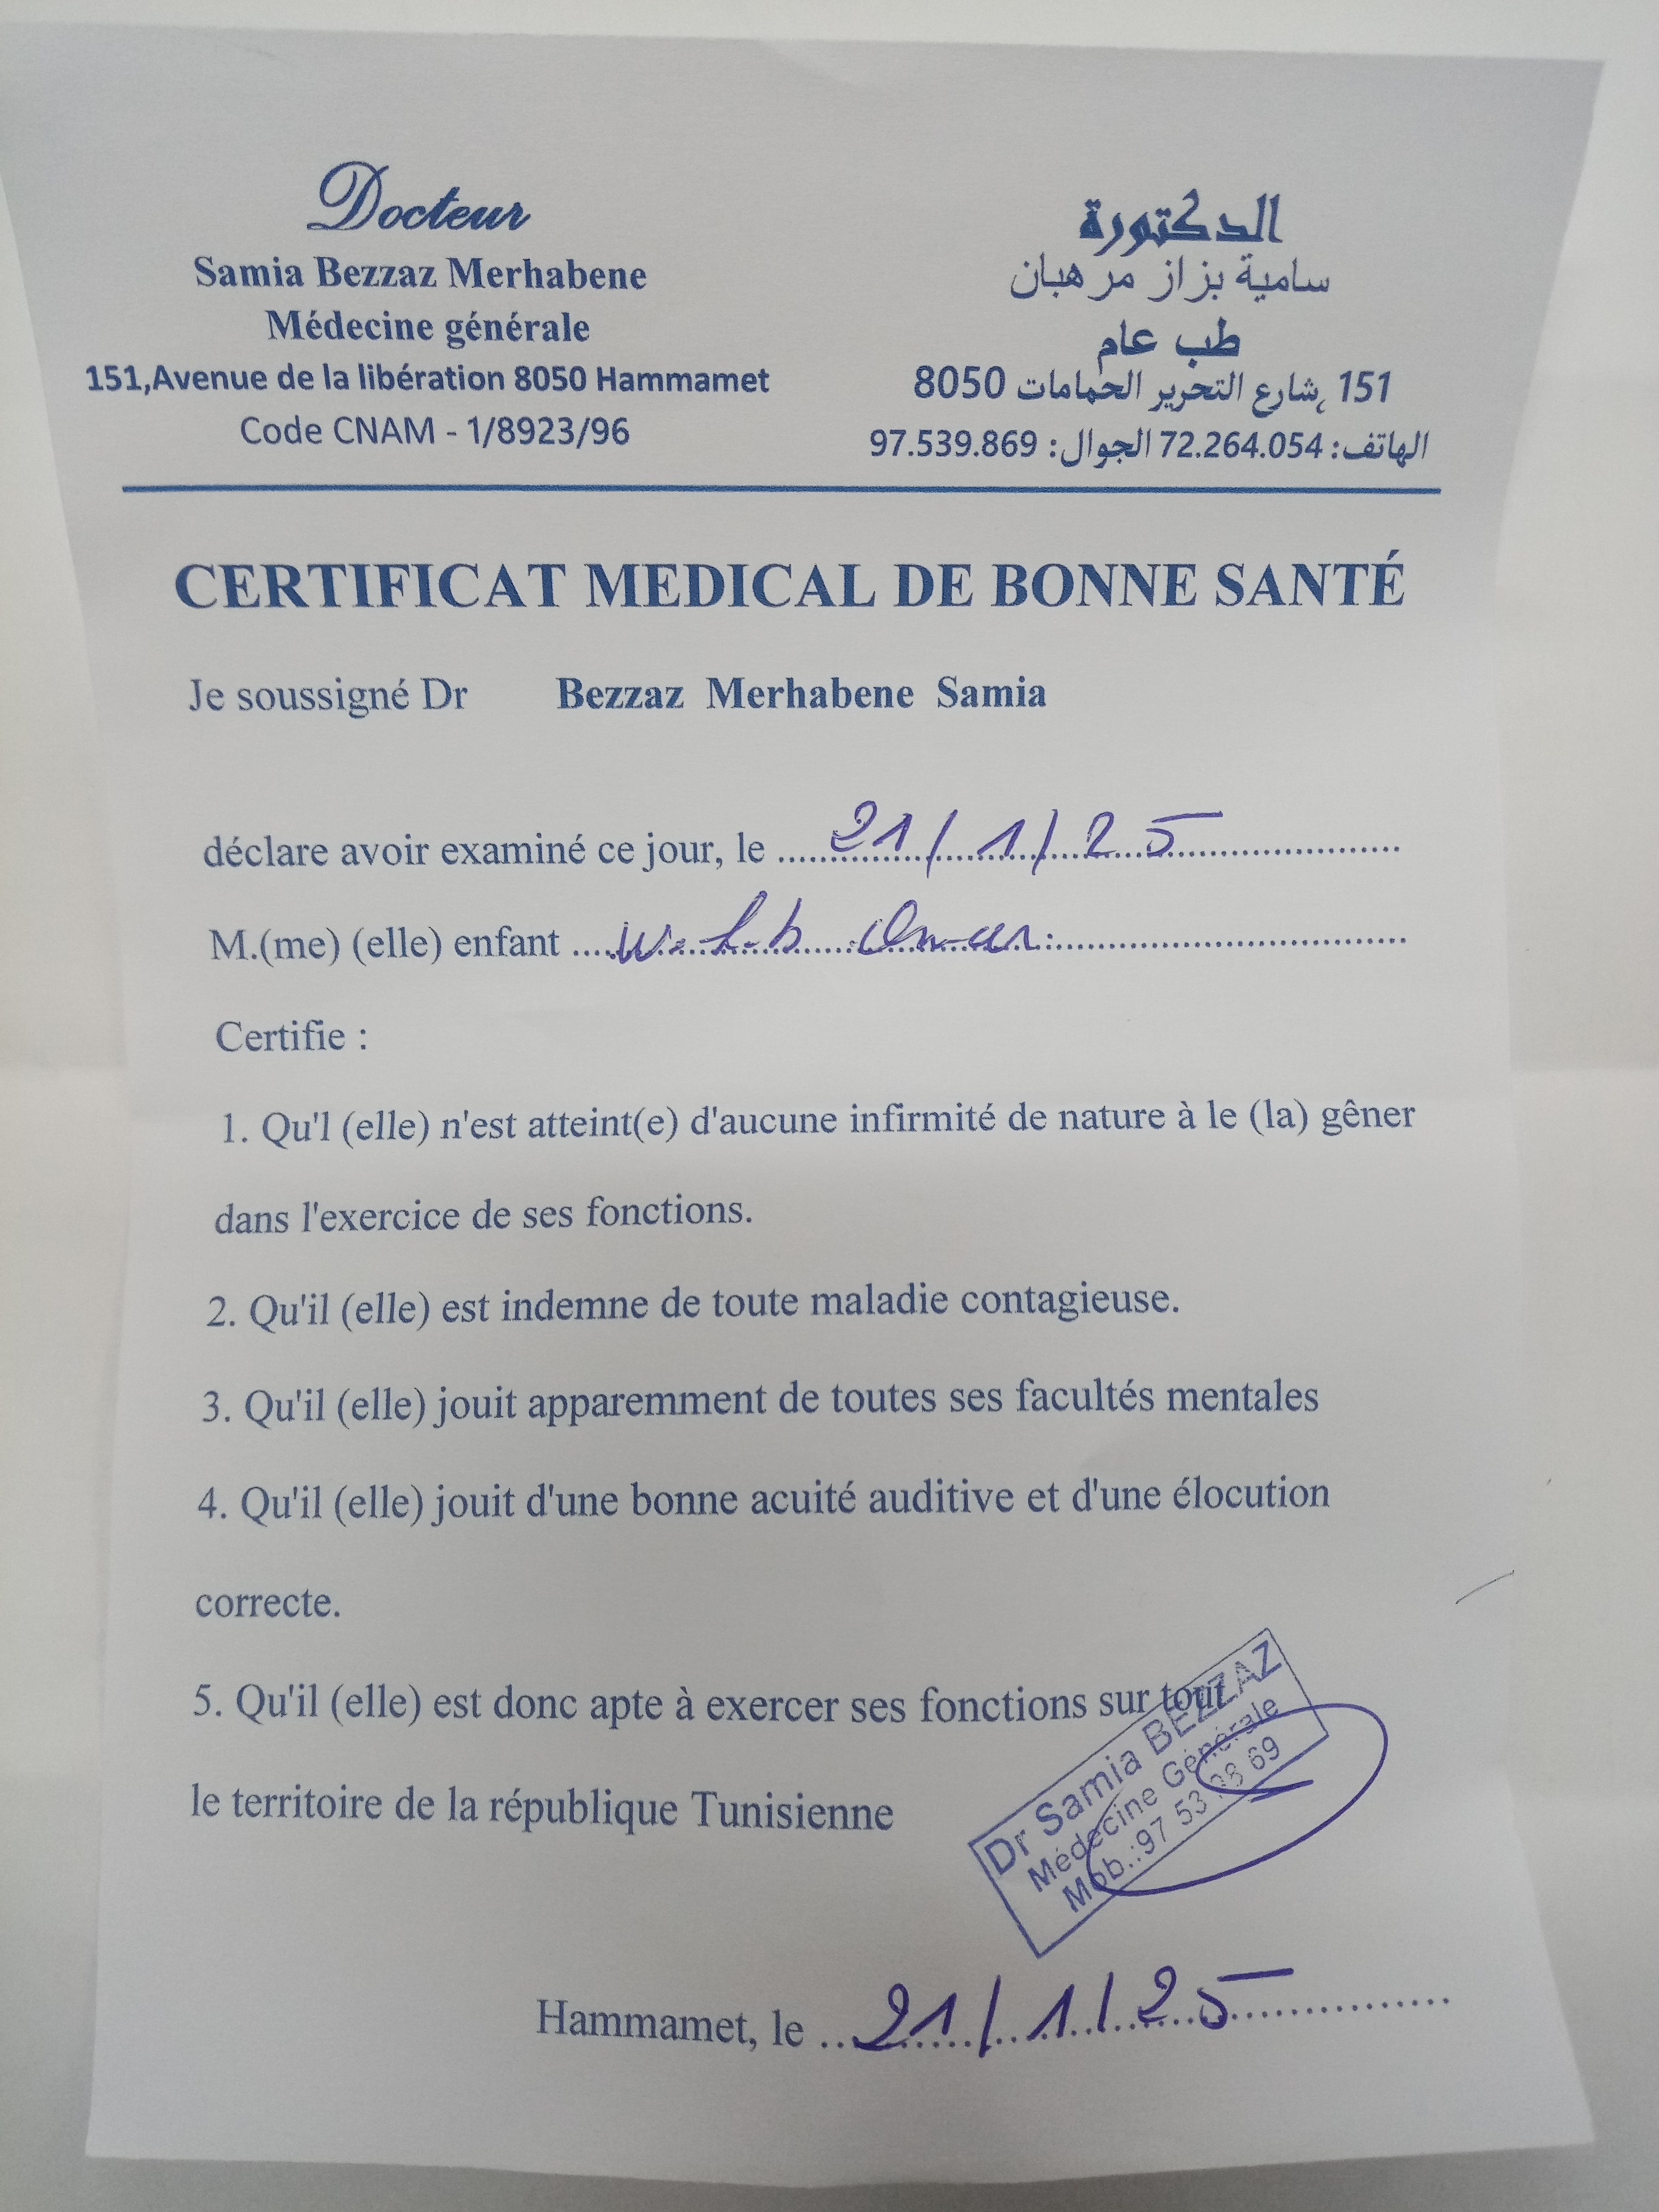 Docteur
Samia Bezzaz Merhabene
Médecine générale
151,Avenue de la libération 8050 Hammamet
Code CNAM - 1/8923/96
الدكتورة
سامية بزاز مرهبان
طب عام
151 ,شارع التحرير الحمامات 8050
الهاتف: 72.264.054 الجوال: 97.539.869
CERTIFICAT MEDICAL DE BONNE SANTÉ
Je soussigné Dr Bezzaz Merhabene Samia
déclare avoir examiné ce jour, le 21/1/25
M.(me) (elle) enfant Omar
Certifie :
1. Qu'l (elle) n'est atteint(e) d'aucune infirmité de nature à le (la) gêner
dans l'exercice de ses fonctions.
2. Qu'il (elle) est indemne de toute maladie contagieuse.
3. Qu'il (elle) jouit apparemment de toutes ses facultés mentales
4. Qu'il (elle) jouit d'une bonne acuité auditive et d'une élocution
correcte.
5. Qu'il (elle) est donc apte à exercer ses fonctions sur tout
le territoire de la république Tunisienne
Dr Samia BEZZAZ
Médecine Générale
Mob.:97 53 98 69
Hammamet, le 21/1/25